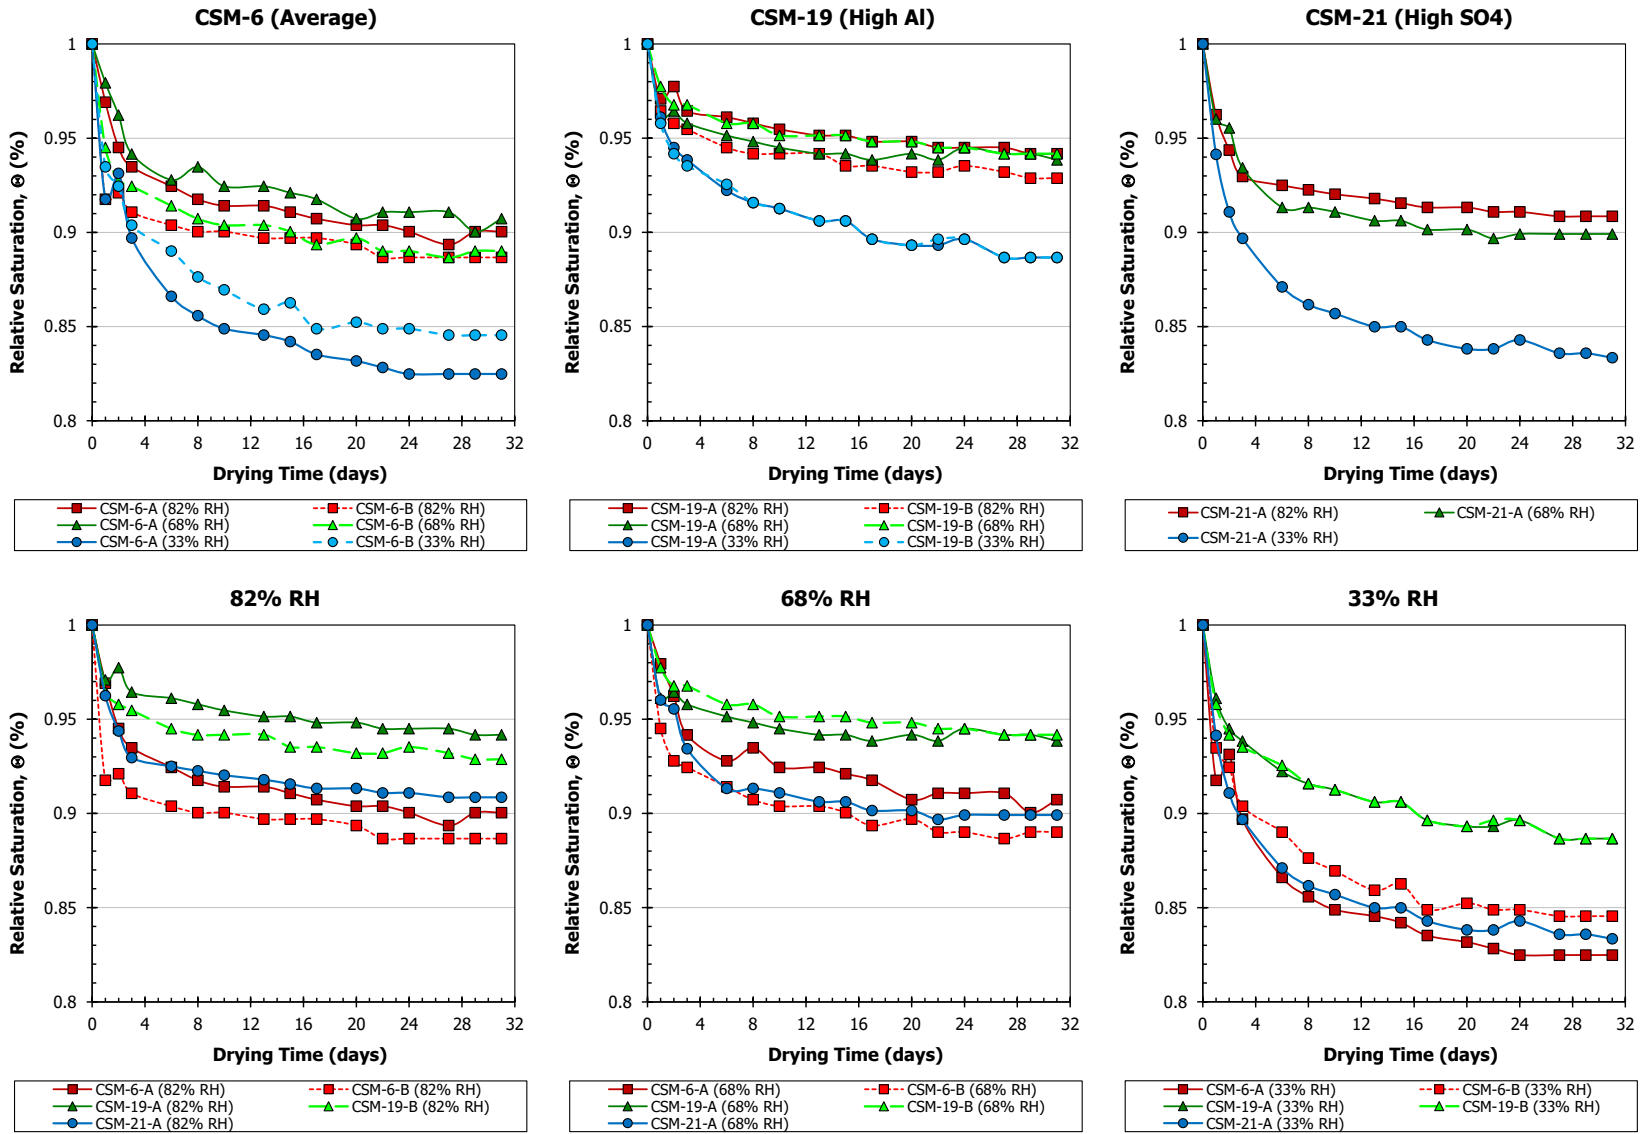 CSM-6 (Average)
1
0.95
0.9
0.85
0.8
Relative Saturation, Θ (%)
0 4 8 12 16 20 24 28 32
Drying Time (days)
CSM-6-A (82% RH) CSM-6-B (82% RH)
CSM-6-A (68% RH) CSM-6-B (68% RH)
CSM-6-A (33% RH) CSM-6-B (33% RH)
CSM-19 (High Al)
1
0.95
0.9
0.85
0.8
Relative Saturation, Θ (%)
0 4 8 12 16 20 24 28 32
Drying Time (days)
CSM-19-A (82% RH) CSM-19-B (82% RH)
CSM-19-A (68% RH) CSM-19-B (68% RH)
CSM-19-A (33% RH) CSM-19-B (33% RH)
CSM-21 (High SO4)
1
0.95
0.9
0.85
0.8
Relative Saturation, Θ (%)
0 4 8 12 16 20 24 28 32
Drying Time (days)
CSM-21-A (82% RH) CSM-21-A (68% RH)
CSM-21-A (33% RH)
82% RH
1
0.95
0.9
0.85
0.8
Relative Saturation, Θ (%)
0 4 8 12 16 20 24 28 32
Drying Time (days)
CSM-6-A (82% RH) CSM-6-B (82% RH)
CSM-19-A (82% RH) CSM-19-B (82% RH)
CSM-21-A (82% RH)
68% RH
1
0.95
0.9
0.85
0.8
Relative Saturation, Θ (%)
0 4 8 12 16 20 24 28 32
Drying Time (days)
CSM-6-A (68% RH) CSM-6-B (68% RH)
CSM-19-A (68% RH) CSM-19-B (68% RH)
CSM-21-A (68% RH)
33% RH
1
0.95
0.9
0.85
0.8
Relative Saturation, Θ (%)
0 4 8 12 16 20 24 28 32
Drying Time (days)
CSM-6-A (33% RH) CSM-6-B (33% RH)
CSM-19-A (33% RH) CSM-19-B (33% RH)
CSM-21-A (33% RH)